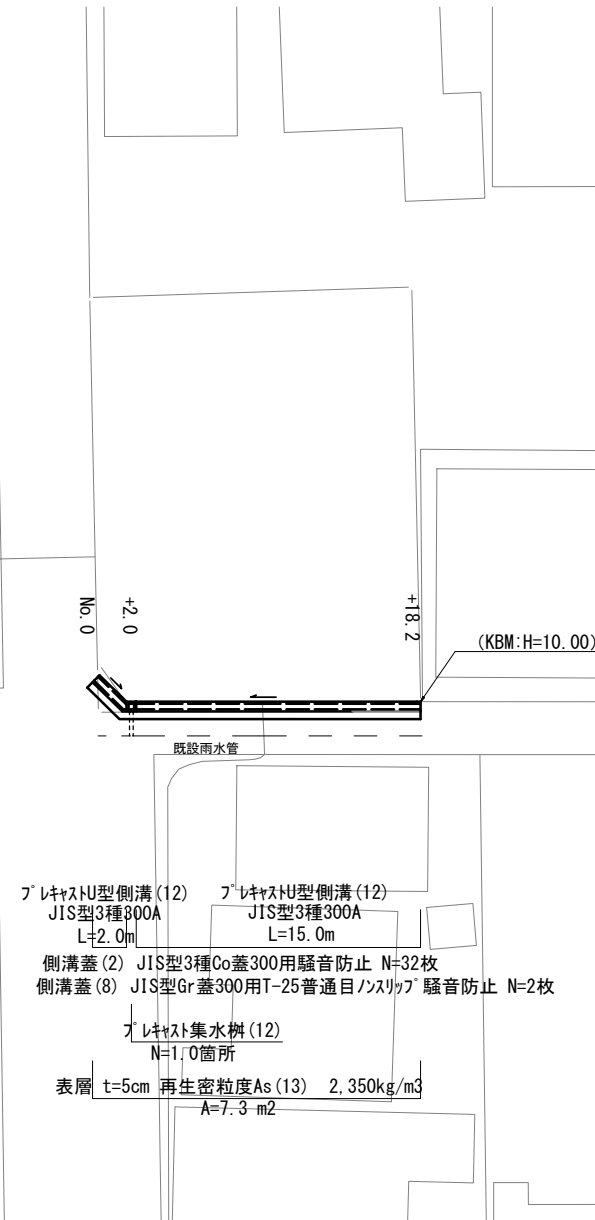 No.0
+2.0
+18.2
(KBM:H=10.00)
既設雨水管
プレキャストU型側溝(12)
JIS型3種300A
L=2.0m
プレキャストU型側溝(12)
JIS型3種300A
L=15.0m
側溝蓋(2) JIS型3種Co蓋300用騒音防止 N=32枚
側溝蓋(8) JIS型Gr蓋300用T-25普通目ノンスリップ騒音防止 N=2枚
プレキャスト集水桝(12)
N=1.0箇所
表層 t=5cm 再生密粒度As(13) 2,350kg/m3
A=7.3 m2